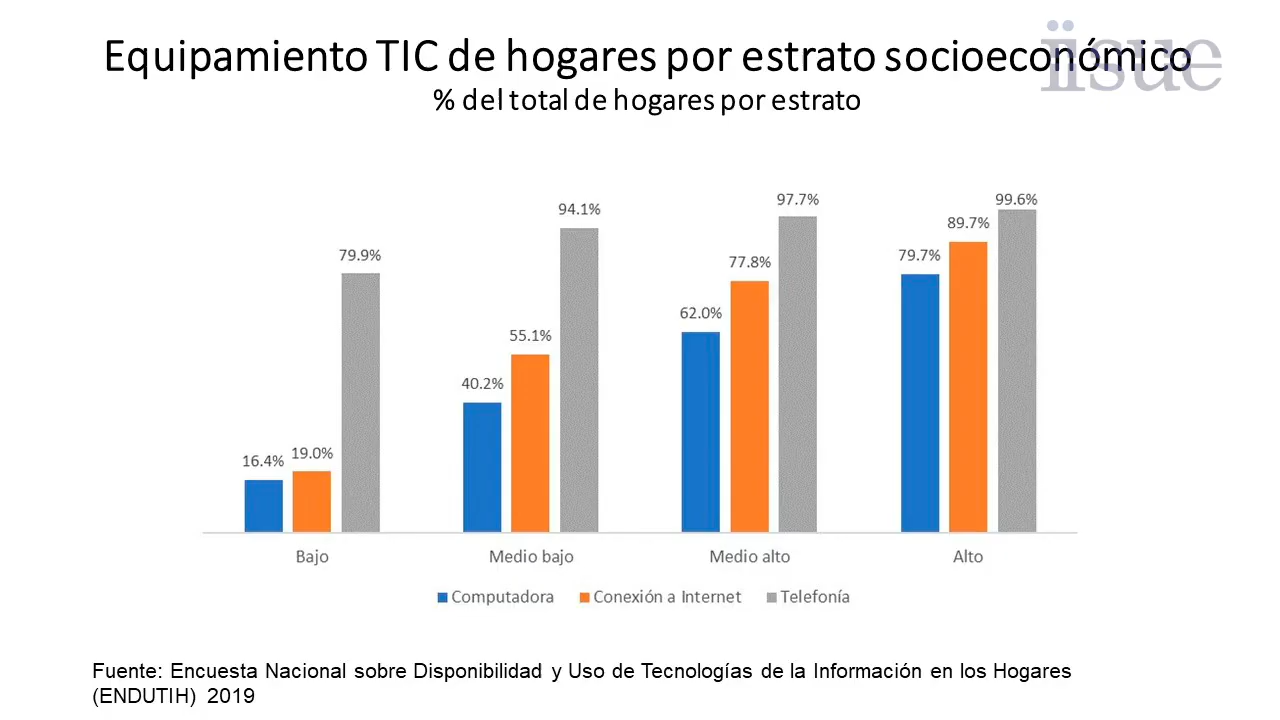 iisue
Equipamiento TIC de hogares por estrato socioeconómico
% del total de hogares por estrato
79.9%
94.1%
97.7%
99.6%
89.7%
79.7%
77.8%
62.0%
55.1%
40.2%
16.4%
19.0%
Bajo
Medio bajo
Medio alto
Alto
Computadora
Conexión a Internet
Telefonía
Fuente: Encuesta Nacional sobre Disponibilidad y Uso de Tecnologías de la Información en los Hogares
(ENDUTIH) 2019